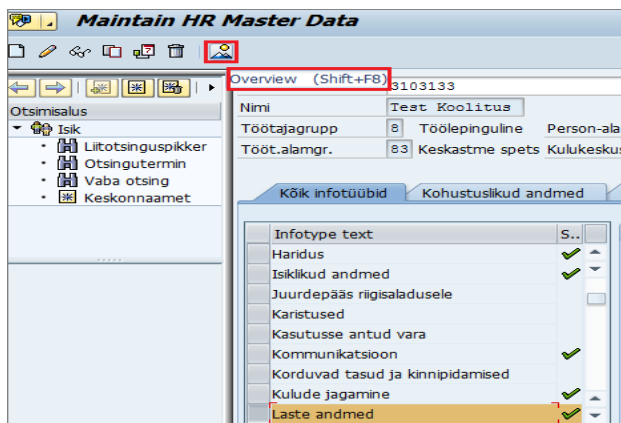 Maintain HR Master Data
Overview (Shift+F8)
3103133
Otsimisalus
Isik
Liitotsinguspikker
Otsingutermin
Vaba otsing
Keskonnaamet
Nimi Test Koolitus
Töötajagrupp 8 Töölepinguline Person-ala
Tööt.alamgr. 83 Keskastme spets Kulukeskus
Kõik infotüübid Kohustuslikud andmed
Infotype text S..
Haridus
Isiklikud andmed
Juurdepääs riigisaladusele
Karistused
Kasutusse antud vara
Kommunikatsioon
Korduvad tasud ja kinnipidamised
Kulude jagamine
Laste andmed